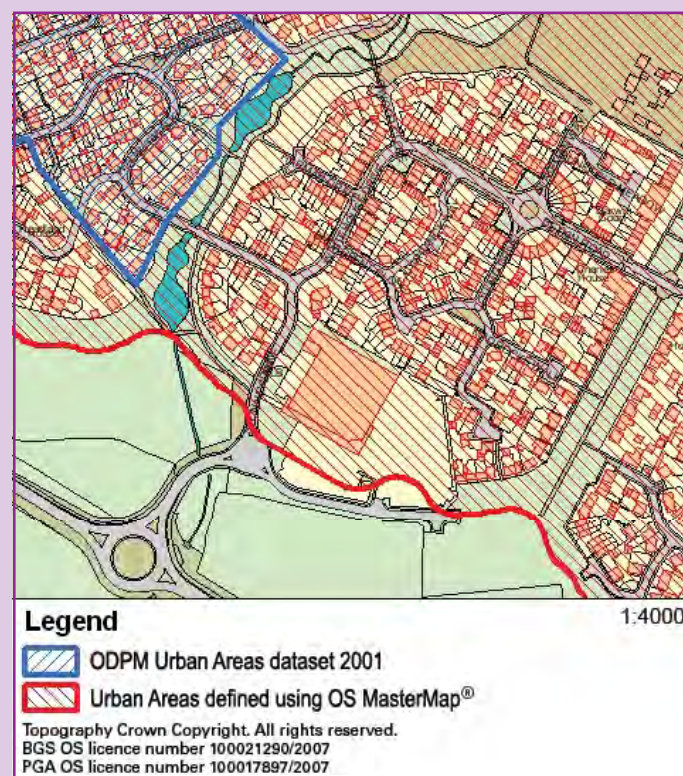 Legend
1:4000
ODPM Urban Areas dataset 2001
Urban Areas defined using OS MasterMap®
Topography Crown Copyright. All rights reserved.
BGS OS licence number 100021290/2007
PGA OS licence number 100017897/2007